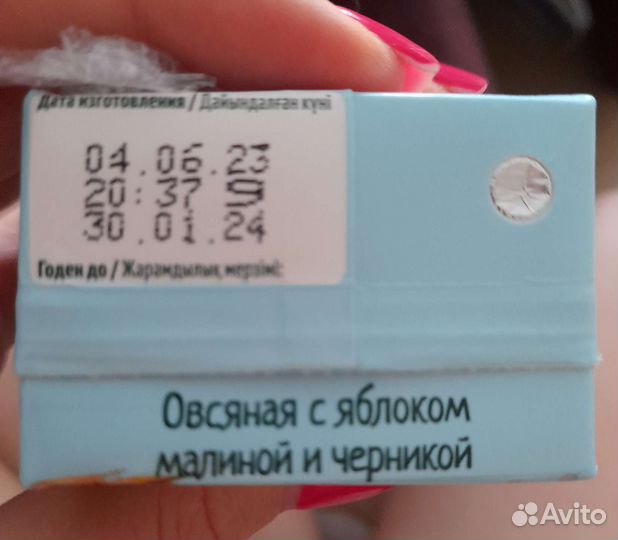 Дата изготовления / Дайындалған күні
04.06.23
20:37 9
30.01.24
Годен до / Жарамдылық мерзімі:
Овсяная с яблоком
малиной и черникой
Avito